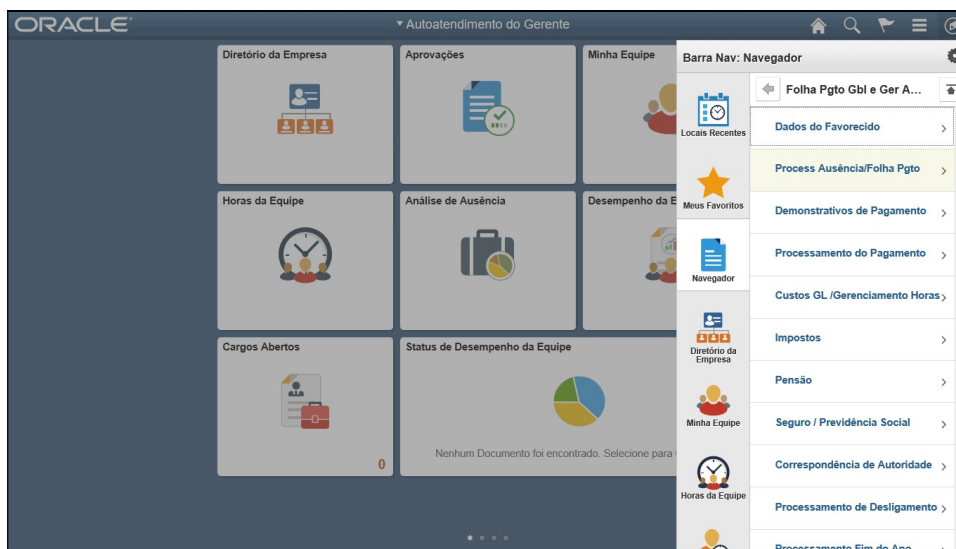 ORACLE
Autoatendimento do Gerente
Diretório da Empresa
Aprovações
Minha Equipe
Horas da Equipe
Análise de Ausência
Desempenho da E
Cargos Abertos
0
Status de Desempenho da Equipe
Nenhum Documento foi encontrado. Selecione para
Barra Nav: Navegador
Locais Recentes
Meus Favoritos
Navegador
Diretório da
Empresa
Minha Equipe
Horas da Equipe
Folha Pgto Gbl e Ger A...
Dados do Favorecido
Process Ausência/Folha Pgto
Demonstrativos de Pagamento
Processamento do Pagamento
Custos GL /Gerenciamento Horas
Impostos
Pensão
Seguro / Previdência Social
Correspondência de Autoridade
Processamento de Desligamento
Processamento Fim do Ano